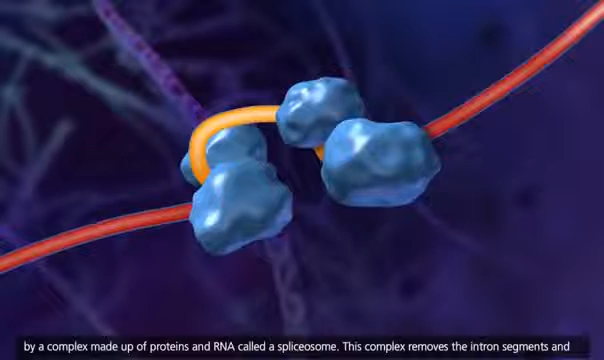 by a complex made up of proteins and RNA called a spliceosome. This complex removes the intron segments and